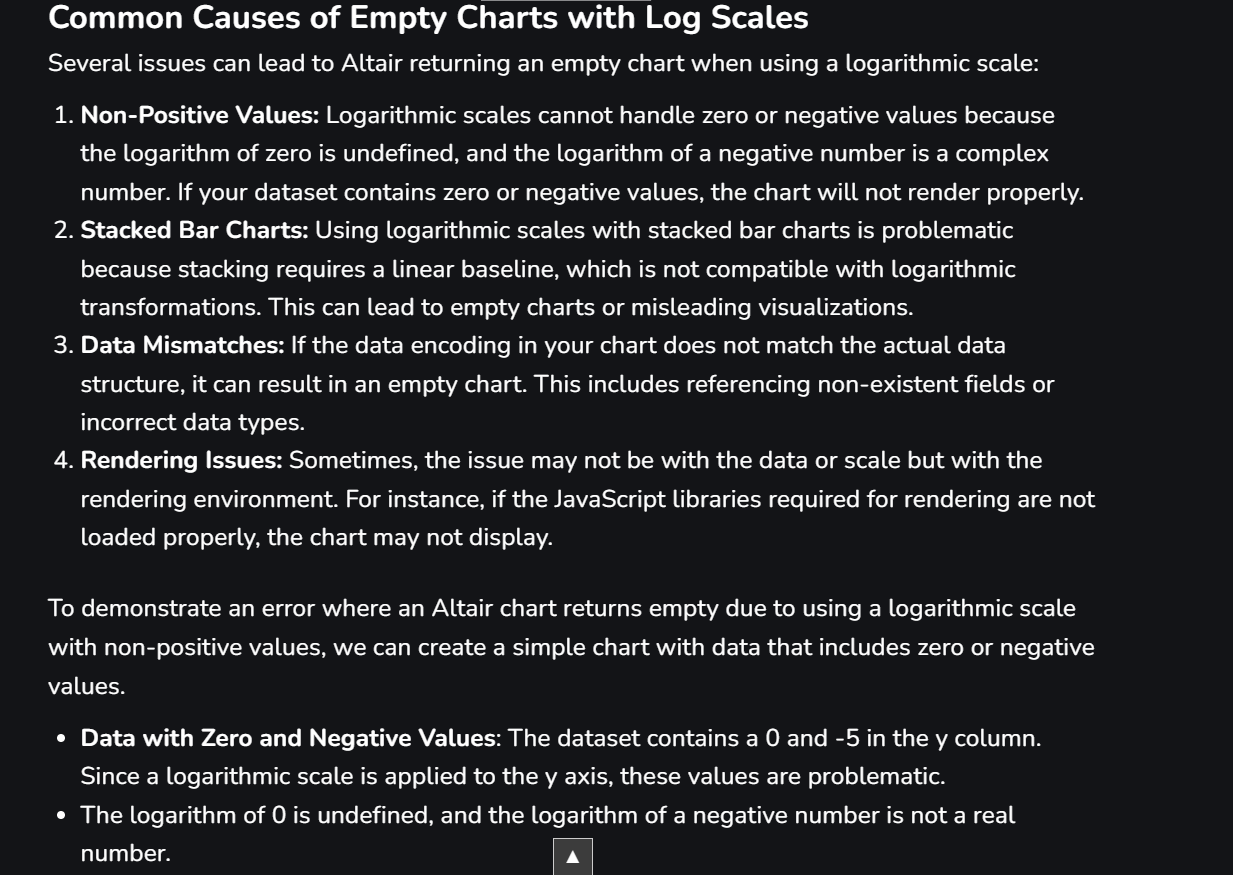 Common Causes of Empty Charts with Log Scales
Several issues can lead to Altair returning an empty chart when using a logarithmic scale:
1. Non-Positive Values: Logarithmic scales cannot handle zero or negative values because
the logarithm of zero is undefined, and the logarithm of a negative number is a complex
number. If your dataset contains zero or negative values, the chart will not render properly.
2. Stacked Bar Charts: Using logarithmic scales with stacked bar charts is problematic
because stacking requires a linear baseline, which is not compatible with logarithmic
transformations. This can lead to empty charts or misleading visualizations.
3. Data Mismatches: If the data encoding in your chart does not match the actual data
structure, it can result in an empty chart. This includes referencing non-existent fields or
incorrect data types.
4. Rendering Issues: Sometimes, the issue may not be with the data or scale but with the
rendering environment. For instance, if the JavaScript libraries required for rendering are not
loaded properly, the chart may not display.
To demonstrate an error where an Altair chart returns empty due to using a logarithmic scale
with non-positive values, we can create a simple chart with data that includes zero or negative
values.
• Data with Zero and Negative Values: The dataset contains a 0 and -5 in the y column.
Since a logarithmic scale is applied to the y axis, these values are problematic.
• The logarithm of 0 is undefined, and the logarithm of a negative number is not a real
number.